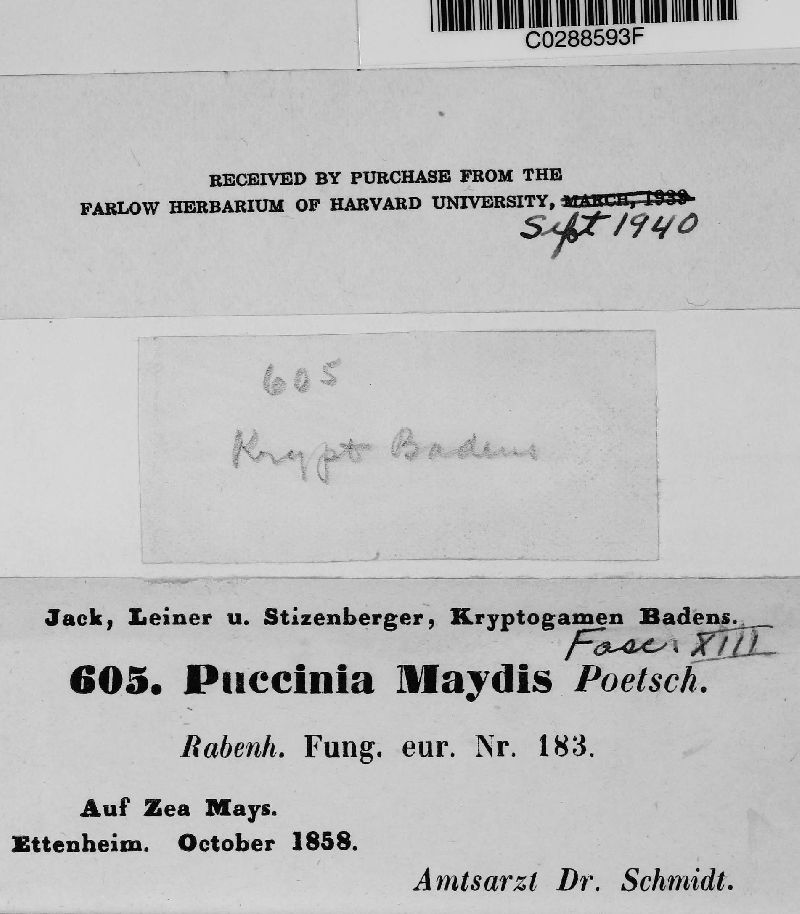 C0288593F
RECEIVED BY PURCHASE FROM THE
FARLOW HERBARIUM OF HARVARD UNIVERSITY, MARCH, 1939
Sept 1940
605
Krypt Badens
Jack, Leiner u. Stizenberger, Kryptogamen Badens.
Fasc. XIII
605. Puccinia Maydis Poetsch.
Rabenh. Fung. eur. Nr. 183.
Auf Zea Mays.
Ettenheim. October 1858.
Amtsarzt Dr. Schmidt.